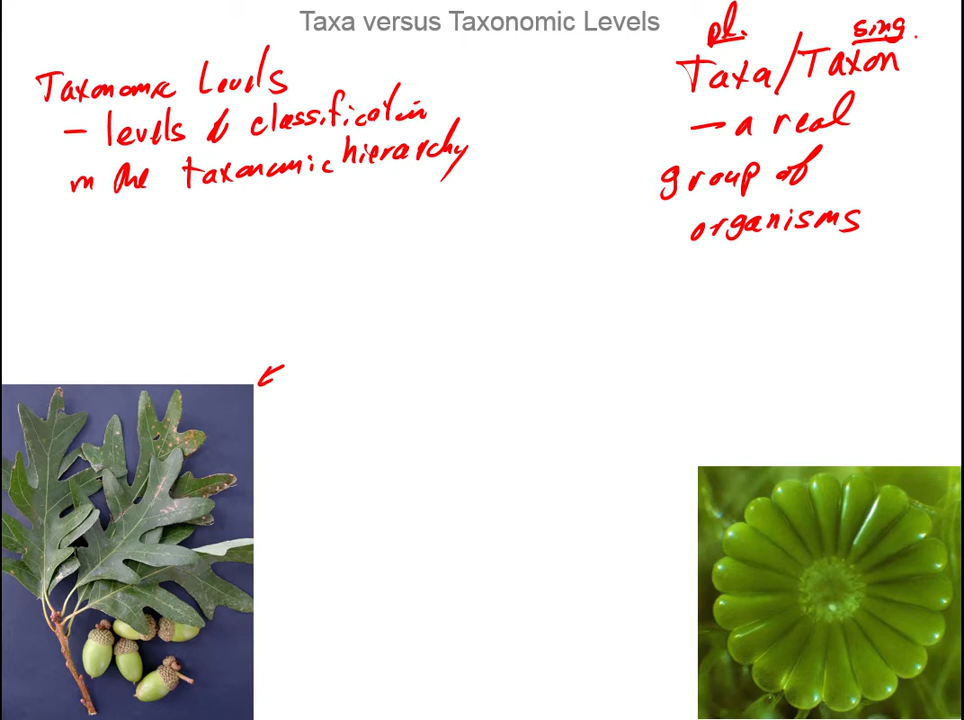 Taxa versus Taxonomic Levels
Taxonomic Levels
– levels of classification
in the taxonomic hierarchy
pl. sing.
Taxa/Taxon
– a real
group of
organisms